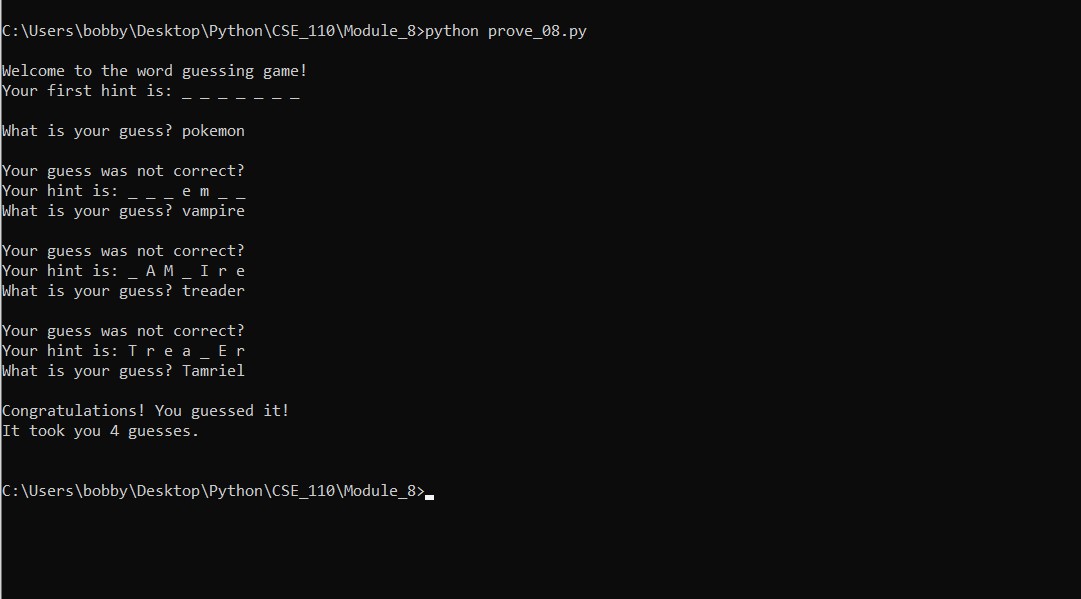 C:\Users\bobby\Desktop\Python\CSE_110\Module_8>python prove_08.py
Welcome to the word guessing game!
Your first hint is: _ _ _ _ _ _ _
What is your guess? pokemon
Your guess was not correct?
Your hint is: _ _ _ e m _ _
What is your guess? vampire
Your guess was not correct?
Your hint is: _ A M _ I r e
What is your guess? treader
Your guess was not correct?
Your hint is: T r e a _ E r
What is your guess? Tamriel
Congratulations! You guessed it!
It took you 4 guesses.
C:\Users\bobby\Desktop\Python\CSE_110\Module_8>